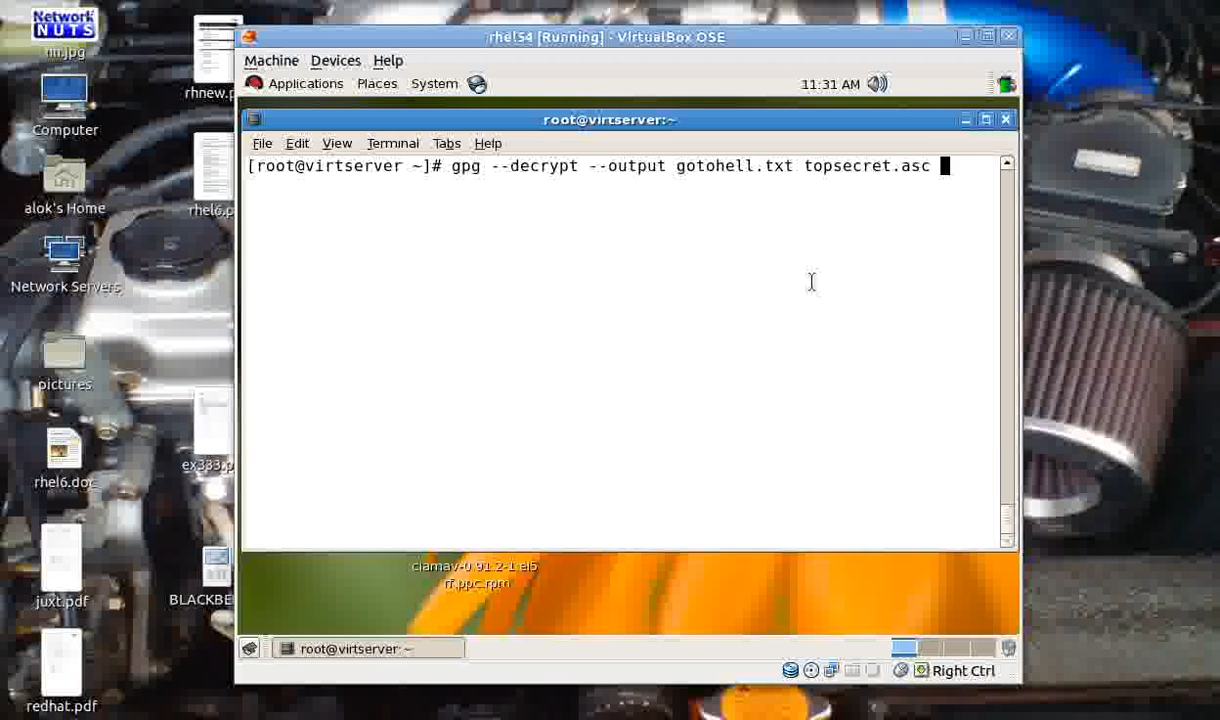 Network
NUTS
nn.jpg
Computer
alok's Home
Network Servers
pictures
rhel6.doc
juxt.pdf
redhat.pdf
rhnew.p
rhel6.p
ex333.p
BLACKBE
rhel54 [Running] - VirtualBox OSE
Machine Devices Help
Applications Places System 11:31 AM
root@virtserver:~
File Edit View Terminal Tabs Help
[root@virtserver ~]# gpg --decrypt --output gotohell.txt topsecret.asc
clamav-0.91.2-1.el5
rf.ppc.rpm
root@virtserver:~
Right Ctrl